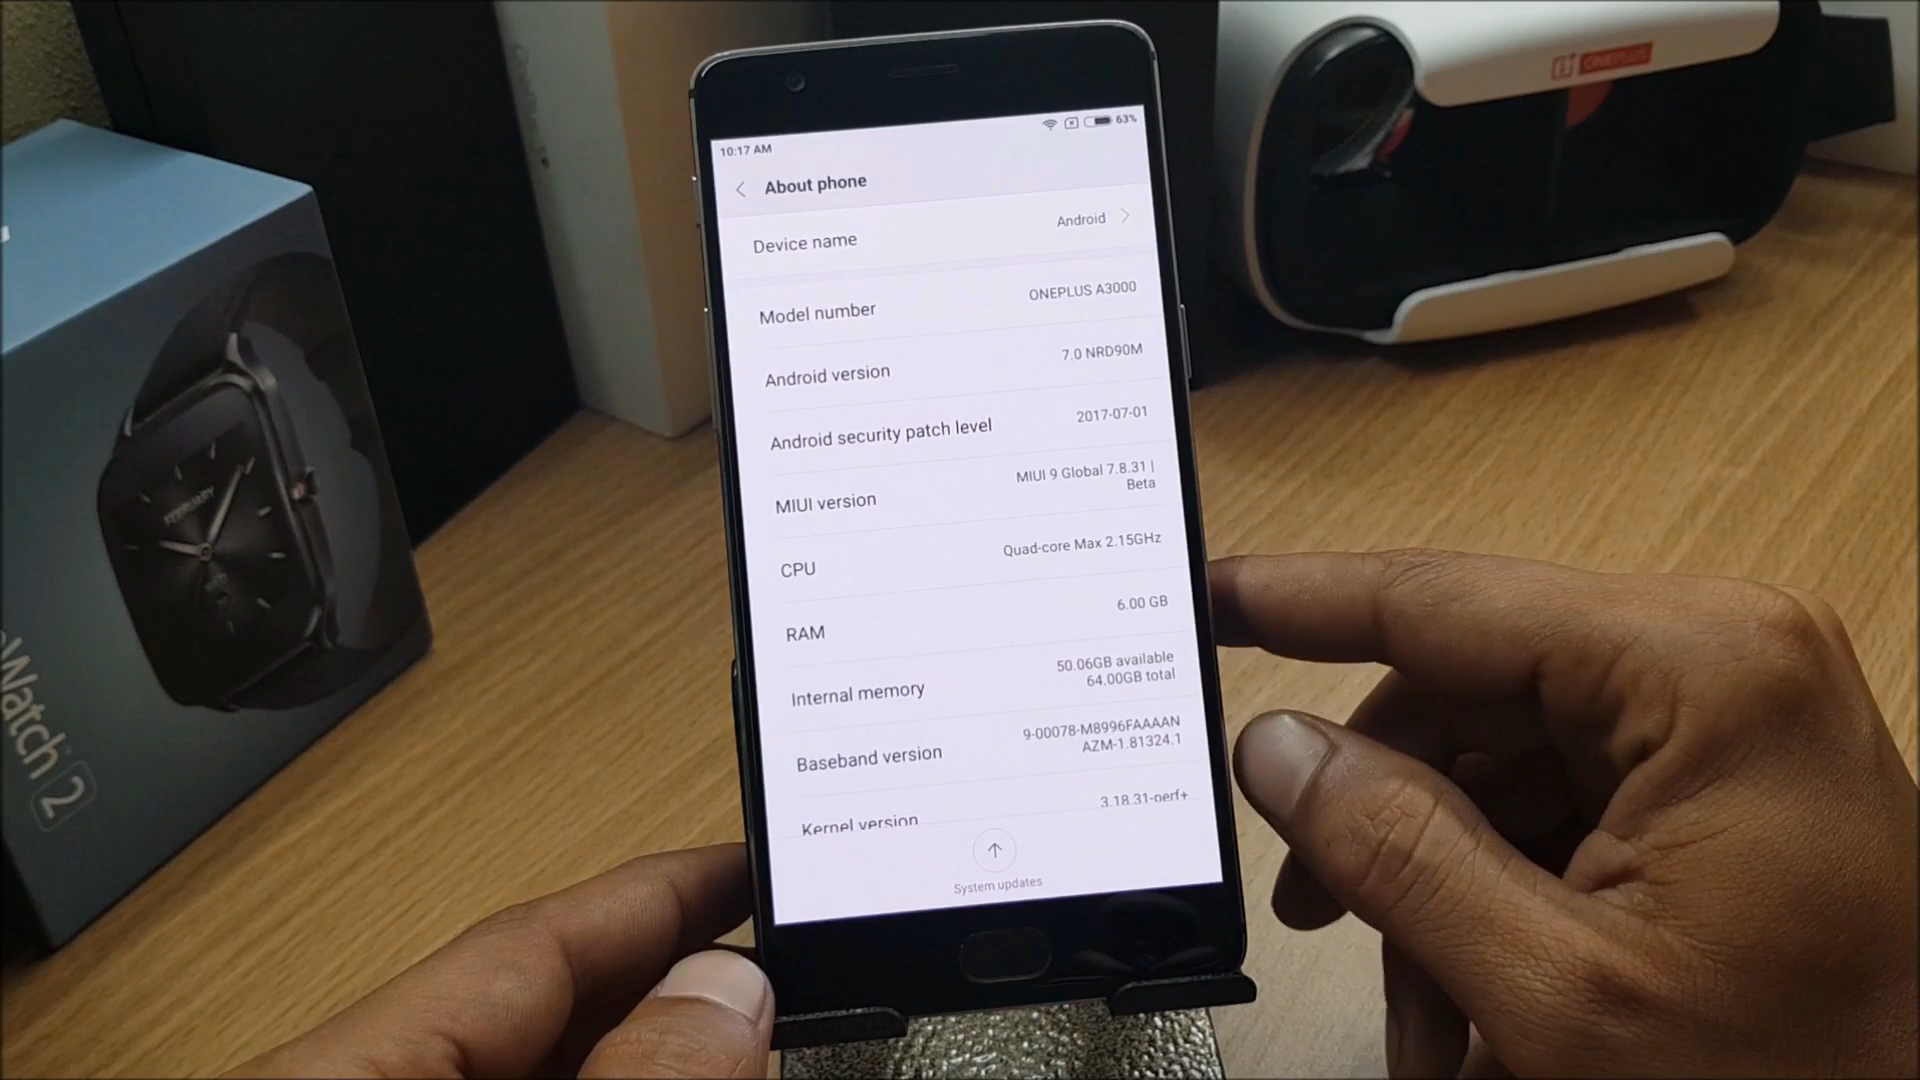 10:17 AM
63%
About phone
Device name
Android
Model number
ONEPLUS A3000
Android version
7.0 NRD90M
Android security patch level
2017-07-01
MIUI version
MIUI 9 Global 7.8.31 |
Beta
CPU
Quad-core Max 2.15GHz
RAM
6.00 GB
Internal memory
50.06GB available
64.00GB total
Baseband version
9-00078-M8996FAAAAN
AZM-1.81324.1
Kernel version
3.18.31-perf+
System updates
ONEPLUS
FEBRUARY
Watch 2